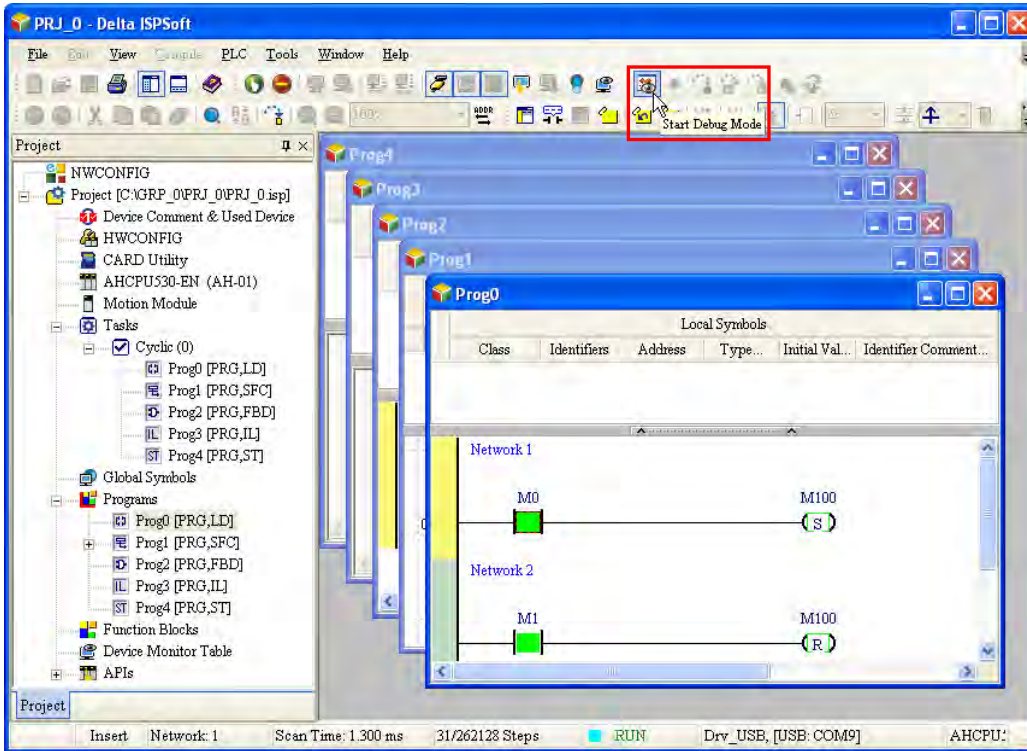 PRJ_0 - Delta ISPSoft
File Edit View Compile PLC Tools Window Help
ADDR
Start Debug Mode
Project
NWCONFIG
Project [C:\GRP_0\PRJ_0\PRJ_0.isp]
Device Comment & Used Device
HWCONFIG
CARD Utility
AHCPU530-EN (AH-01)
Motion Module
Tasks
Cyclic (0)
Prog0 [PRG,LD]
Prog1 [PRG,SFC]
Prog2 [PRG,FBD]
Prog3 [PRG,IL]
Prog4 [PRG,ST]
Global Symbols
Programs
Prog0 [PRG,LD]
Prog1 [PRG,SFC]
Prog2 [PRG,FBD]
Prog3 [PRG,IL]
Prog4 [PRG,ST]
Function Blocks
Device Monitor Table
APIs
Project
Prog4
Prog3
Prog2
Prog1
Prog0
Local Symbols
Class Identifiers Address Type... Initial Val... Identifier Comment...
Network 1
M0 M100
S
Network 2
M1 M100
R
Insert Network: 1 Scan Time: 1.300 ms 31/262128 Steps RUN Drv_USB, [USB: COM9] AHCPU